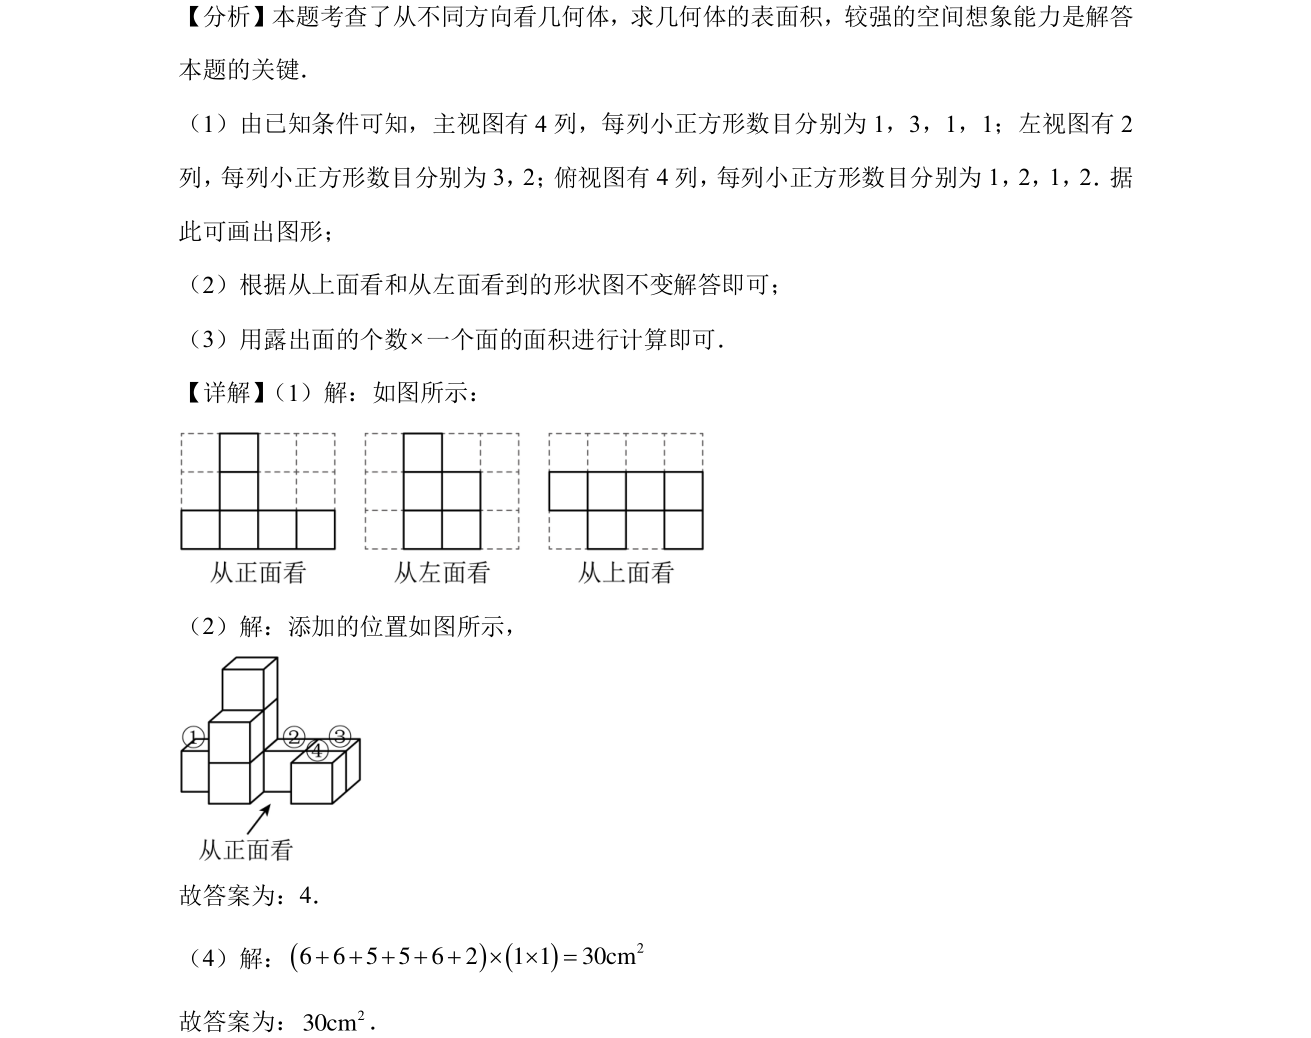 【分析】本题考查了从不同方向看几何体，求几何体的表面积，较强的空间想象能力是解答
本题的关键．
（1）由已知条件可知，主视图有 4 列，每列小正方形数目分别为 1，3，1，1；左视图有 2
列，每列小正方形数目分别为 3，2；俯视图有 4 列，每列小正方形数目分别为 1，2，1，2．据
此可画出图形；
（2）根据从上面看和从左面看到的形状图不变解答即可；
（3）用露出面的个数×一个面的面积进行计算即可．
【详解】（1）解：如图所示：
从正面看 从左面看 从上面看
（2）解：添加的位置如图所示，
① ② ③
④
从正面看
故答案为：4．
（4）解：(6+6+5+5+6+2)×(1×1)=30cm²
故答案为：30cm²．